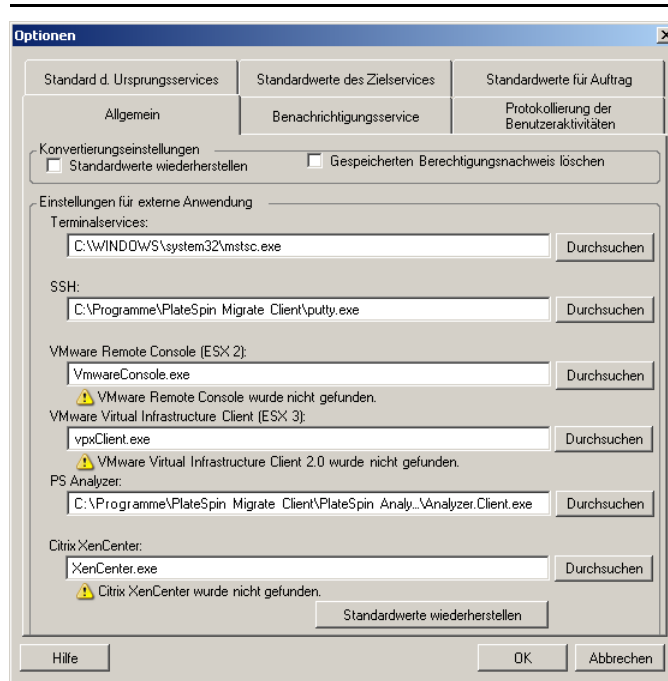 Optionen
Standard d. Ursprungsservices
Standardwerte des Zielservices
Standardwerte für Auftrag
Allgemein
Benachrichtigungsservice
Protokollierung der
Benutzeraktivitäten
Konvertierungseinstellungen
Standardwerte wiederherstellen
Gespeicherten Berechtigungsnachweis löschen
Einstellungen für externe Anwendung
Terminalservices:
C:\WINDOWS\system32\mstsc.exe
Durchsuchen
SSH:
C:\Programme\PlateSpin Migrate Client\putty.exe
Durchsuchen
VMware Remote Console (ESX 2):
VmwareConsole.exe
Durchsuchen
VMware Remote Console wurde nicht gefunden.
VMware Virtual Infrastructure Client (ESX 3):
vpxClient.exe
Durchsuchen
VMware Virtual Infrastructure Client 2.0 wurde nicht gefunden.
PS Analyzer:
C:\Programme\PlateSpin Migrate Client\PlateSpin Analy...\Analyzer.Client.exe
Durchsuchen
Citrix XenCenter:
XenCenter.exe
Durchsuchen
Citrix XenCenter wurde nicht gefunden.
Standardwerte wiederherstellen
Hilfe
OK
Abbrechen